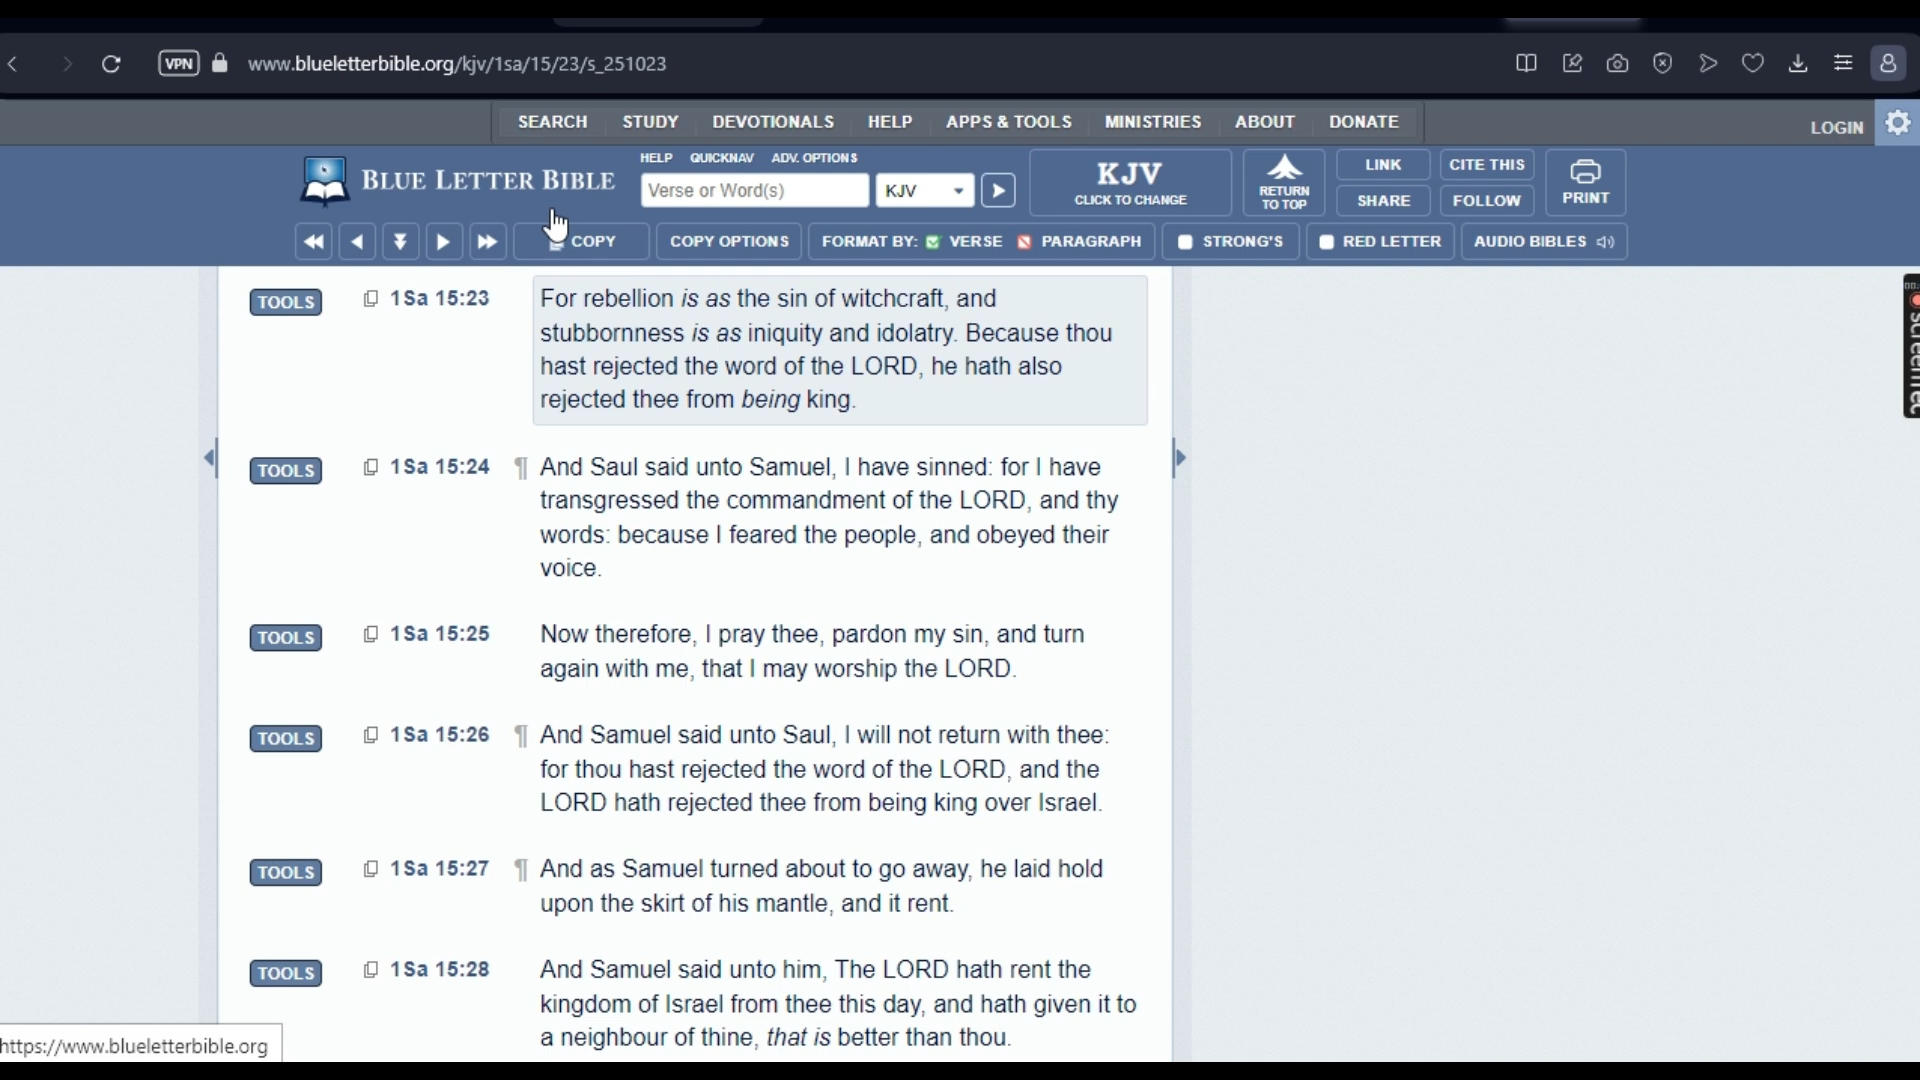 VPN www.blueletterbible.org/kjv/1sa/15/23/s_251023
SEARCH STUDY DEVOTIONALS HELP APPS & TOOLS MINISTRIES ABOUT DONATE LOGIN
BLUE LETTER BIBLE
HELP QUICKNAV ADV. OPTIONS
Verse or Word(s) KJV
KJV
CLICK TO CHANGE
RETURN
TO TOP
LINK CITE THIS
SHARE FOLLOW
PRINT
COPY COPY OPTIONS FORMAT BY: VERSE PARAGRAPH STRONG'S RED LETTER AUDIO BIBLES
TOOLS 1Sa 15:23 For rebellion is as the sin of witchcraft, and
stubbornness is as iniquity and idolatry. Because thou
hast rejected the word of the LORD, he hath also
rejected thee from being king.
TOOLS 1Sa 15:24 ¶ And Saul said unto Samuel, I have sinned: for I have
transgressed the commandment of the LORD, and thy
words: because I feared the people, and obeyed their
voice.
TOOLS 1Sa 15:25 Now therefore, I pray thee, pardon my sin, and turn
again with me, that I may worship the LORD.
TOOLS 1Sa 15:26 ¶ And Samuel said unto Saul, I will not return with thee:
for thou hast rejected the word of the LORD, and the
LORD hath rejected thee from being king over Israel.
TOOLS 1Sa 15:27 ¶ And as Samuel turned about to go away, he laid hold
upon the skirt of his mantle, and it rent.
TOOLS 1Sa 15:28 And Samuel said unto him, The LORD hath rent the
kingdom of Israel from thee this day, and hath given it to
a neighbour of thine, that is better than thou.
https://www.blueletterbible.org